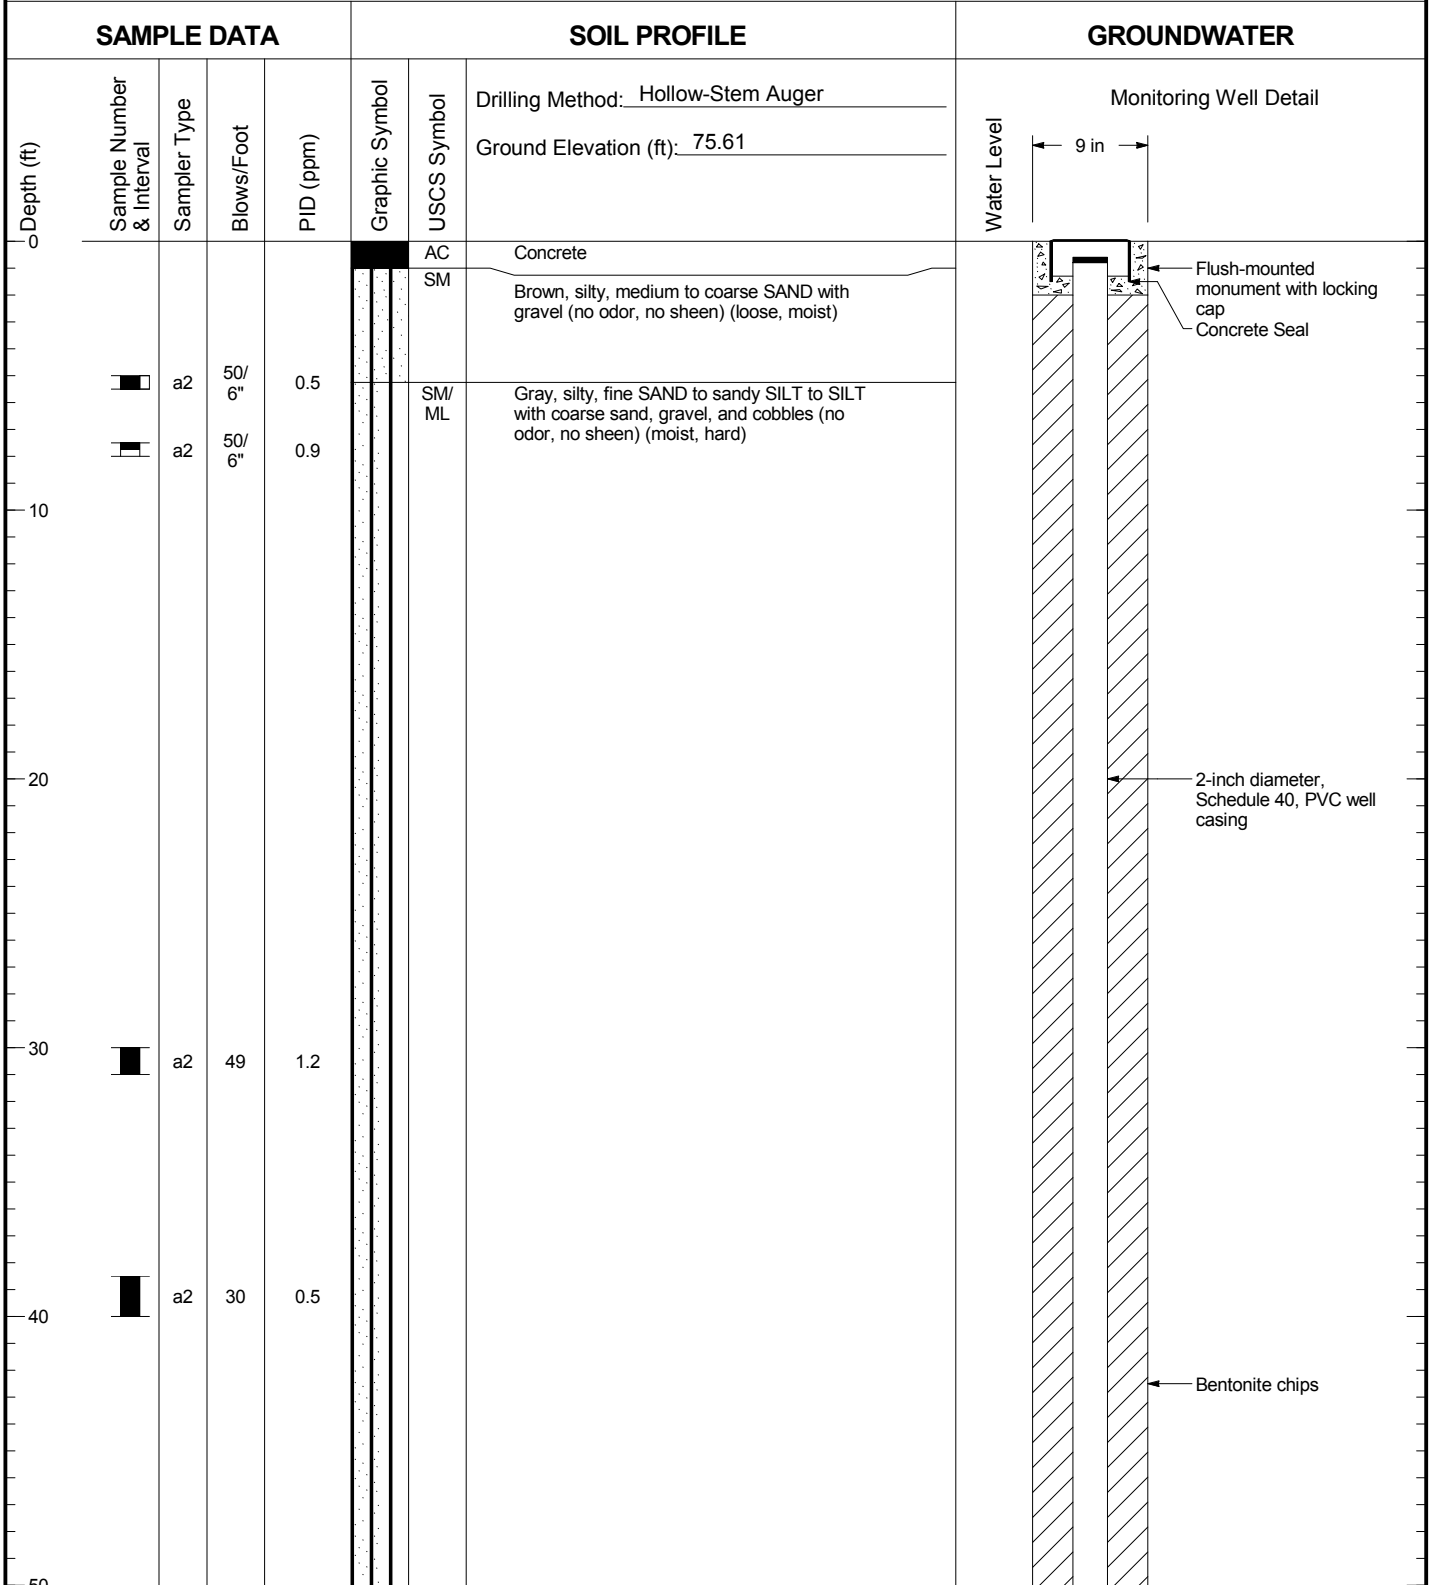 SAMPLE DATA
SOIL PROFILE
GROUNDWATER
Depth (ft)
Sample Number
& Interval
Sampler Type
Blows/Foot
PID (ppm)
Graphic Symbol
USCS Symbol
Drilling Method: Hollow-Stem Auger
Ground Elevation (ft): 75.61
Water Level
Monitoring Well Detail
9 in
0
AC
Concrete
SM
Brown, silty, medium to coarse SAND with
gravel (no odor, no sheen) (loose, moist)
Flush-mounted
monument with locking
cap
Concrete Seal
a2
50/
6"
0.5
SM/
ML
Gray, silty, fine SAND to sandy SILT to SILT
with coarse sand, gravel, and cobbles (no
odor, no sheen) (moist, hard)
a2
50/
6"
0.9
10
20
2-inch diameter,
Schedule 40, PVC well
casing
30
a2
49
1.2
a2
30
0.5
40
Bentonite chips
50